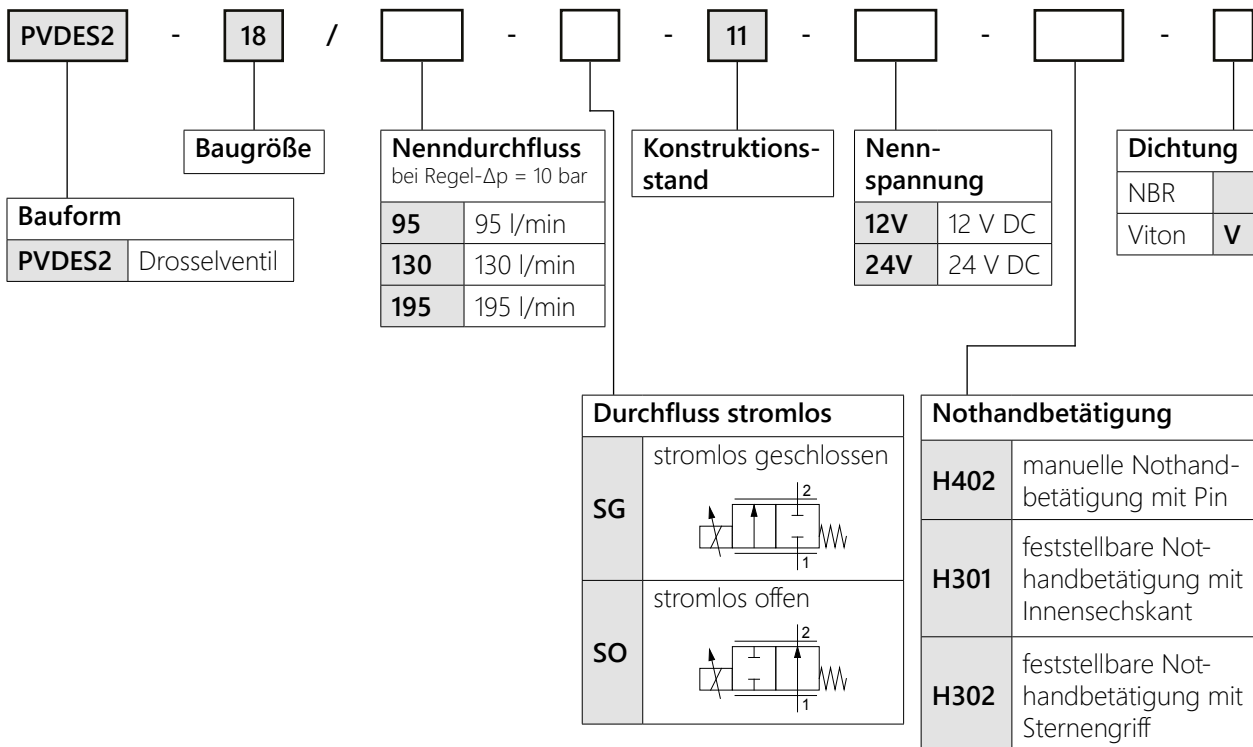 PVDES2 - 18 / - - 11 - - -
Baugröße
Bauform
PVDES2 Drosselventil
Nenndurchfluss
bei Regel-Δp = 10 bar
95 95 l/min
130 130 l/min
195 195 l/min
Konstruktions-
stand
Nenn-
spannung
12V 12 V DC
24V 24 V DC
Dichtung
NBR
Viton V
Durchfluss stromlos
SG stromlos geschlossen
2
1
SO stromlos offen
2
1
Nothandbetätigung
H402 manuelle Nothand-
betätigung mit Pin
H301 feststellbare Not-
handbetätigung mit
Innensechskant
H302 feststellbare Not-
handbetätigung mit
Sternengriff